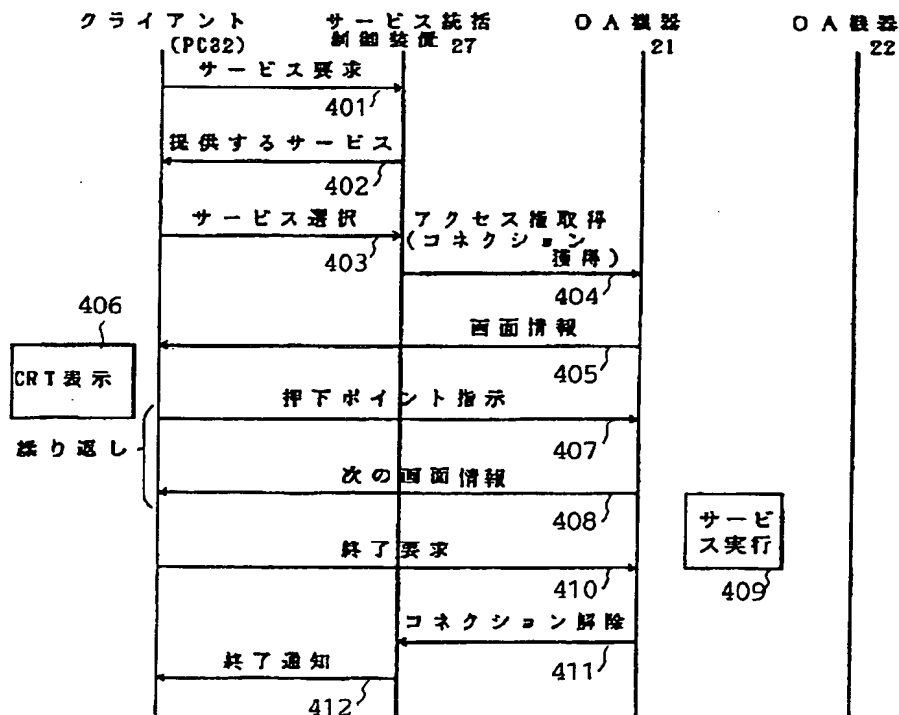 クライアント
(PC32)
サービス統括
制御装置 27
OA機器
21
OA機器
22
サービス要求
401
提供するサービス
402
サービス選択
403
アクセス権取得
(コネクション
獲得)
404
画面情報
405
406
CRT表示
押下ポイント指示
407
繰り返し
次の画面情報
408
サービ
ス実行
409
終了要求
410
コネクション解除
411
終了通知
412